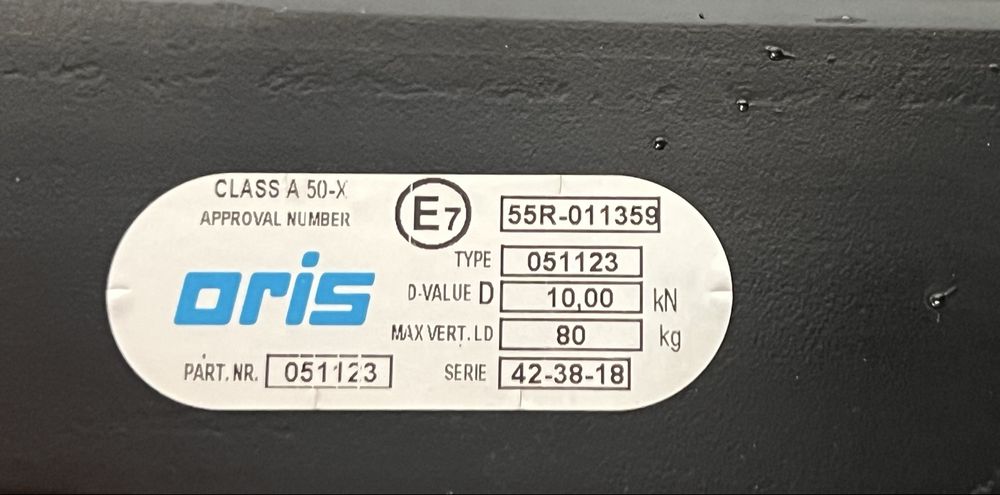 CLASS A 50-X
APPROVAL NUMBER E7 55R-011359
TYPE 051123
oris
D-VALUE D 10,00 kN
MAX VERT. LD 80 kg
PART. NR. 051123
SERIE 42-38-18